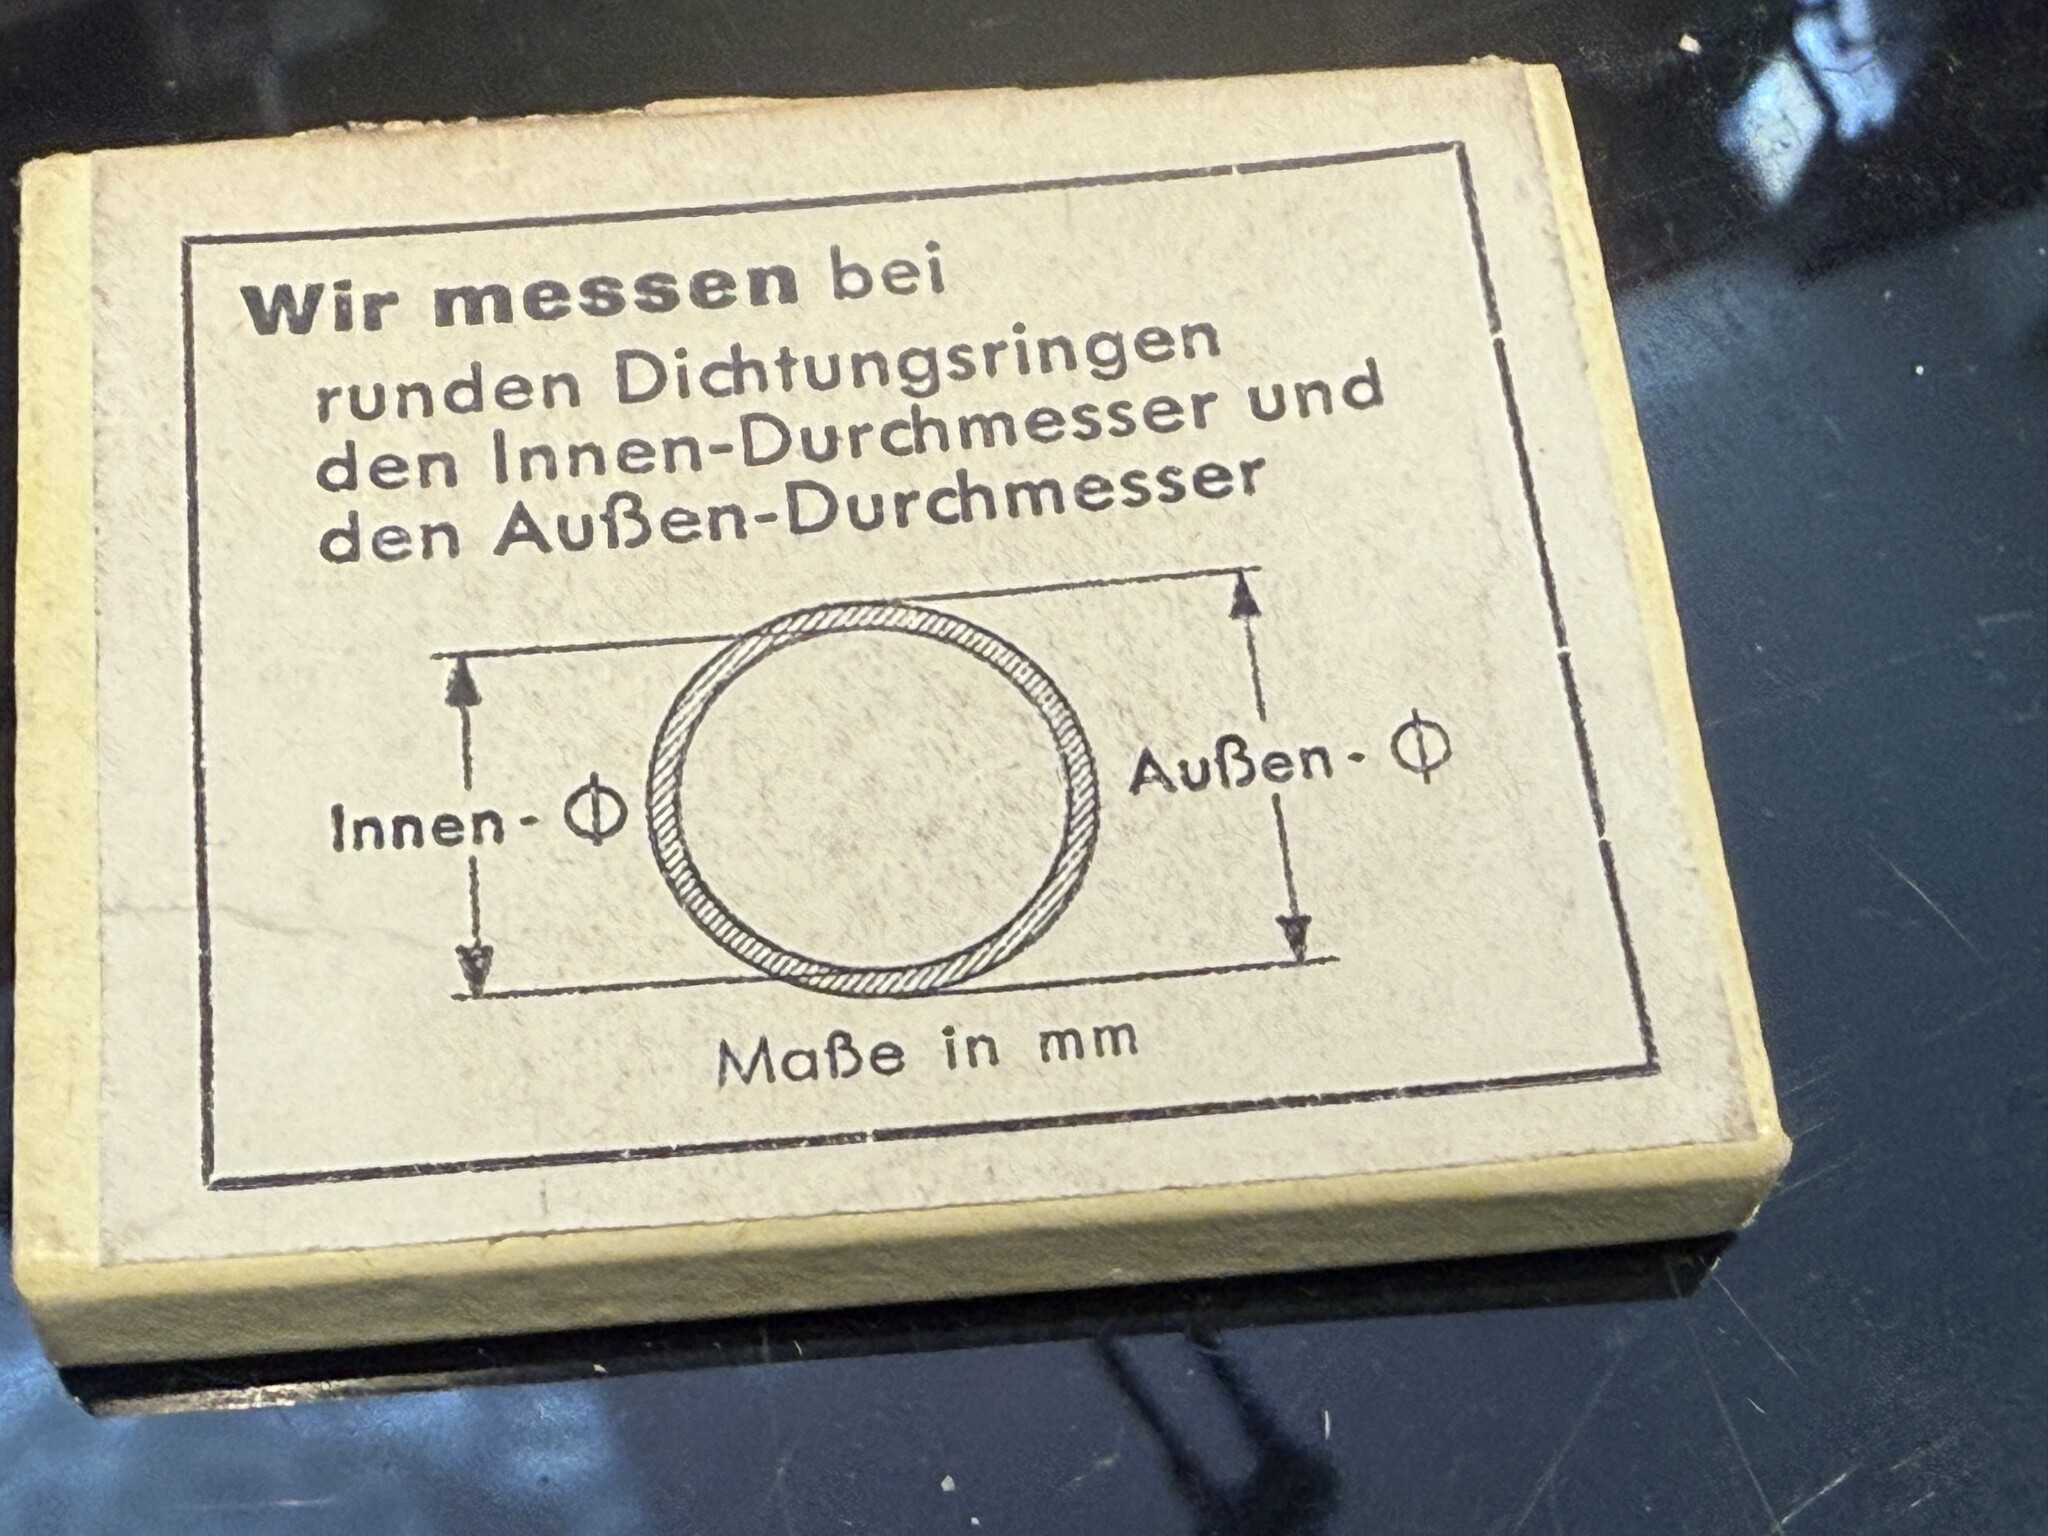 Wir messen bei
runden Dichtungsringen
den Innen-Durchmesser und
den Außen-Durchmesser
Innen-Φ
Außen-Φ
Maße in mm